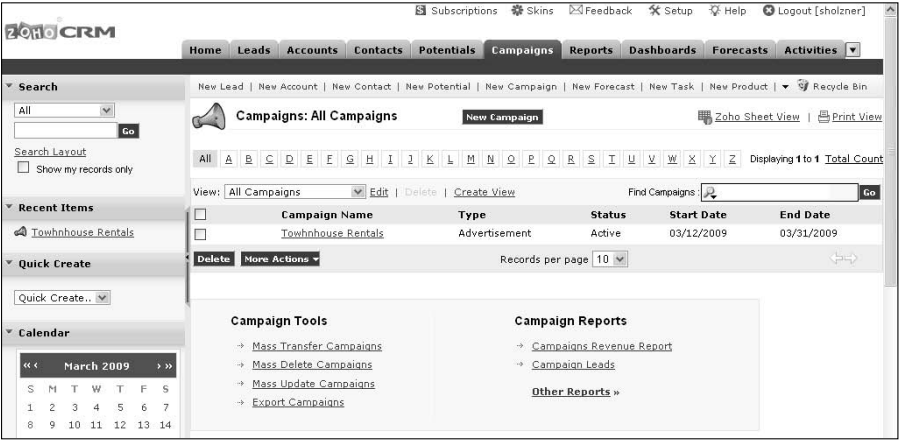 Subscriptions Skins Feedback Setup Help Logout [sholzner]
ZOHO CRM
Home Leads Accounts Contacts Potentials Campaigns Reports Dashboards Forecasts Activities
Search
All
Go
Search Layout
Show my records only
Recent Items
Towhnhouse Rentals
Quick Create
Quick Create..
Calendar
March 2009
S M T W T F S
1 2 3 4 5 6 7
8 9 10 11 12 13 14
New Lead | New Account | New Contact | New Potential | New Campaign | New Forecast | New Task | New Product | Recycle Bin
Campaigns: All Campaigns New Campaign Zoho Sheet View | Print View
All A B C D E F G H I J K L M N O P Q R S T U V W X Y Z Displaying 1 to 1 Total Count
View: All Campaigns Edit | Delete | Create View Find Campaigns : Go
Campaign Name Type Status Start Date End Date
Towhnhouse Rentals Advertisement Active 03/12/2009 03/31/2009
Delete More Actions Records per page 10
Campaign Tools
Mass Transfer Campaigns
Mass Delete Campaigns
Mass Update Campaigns
Export Campaigns
Campaign Reports
Campaigns Revenue Report
Campaign Leads
Other Reports »